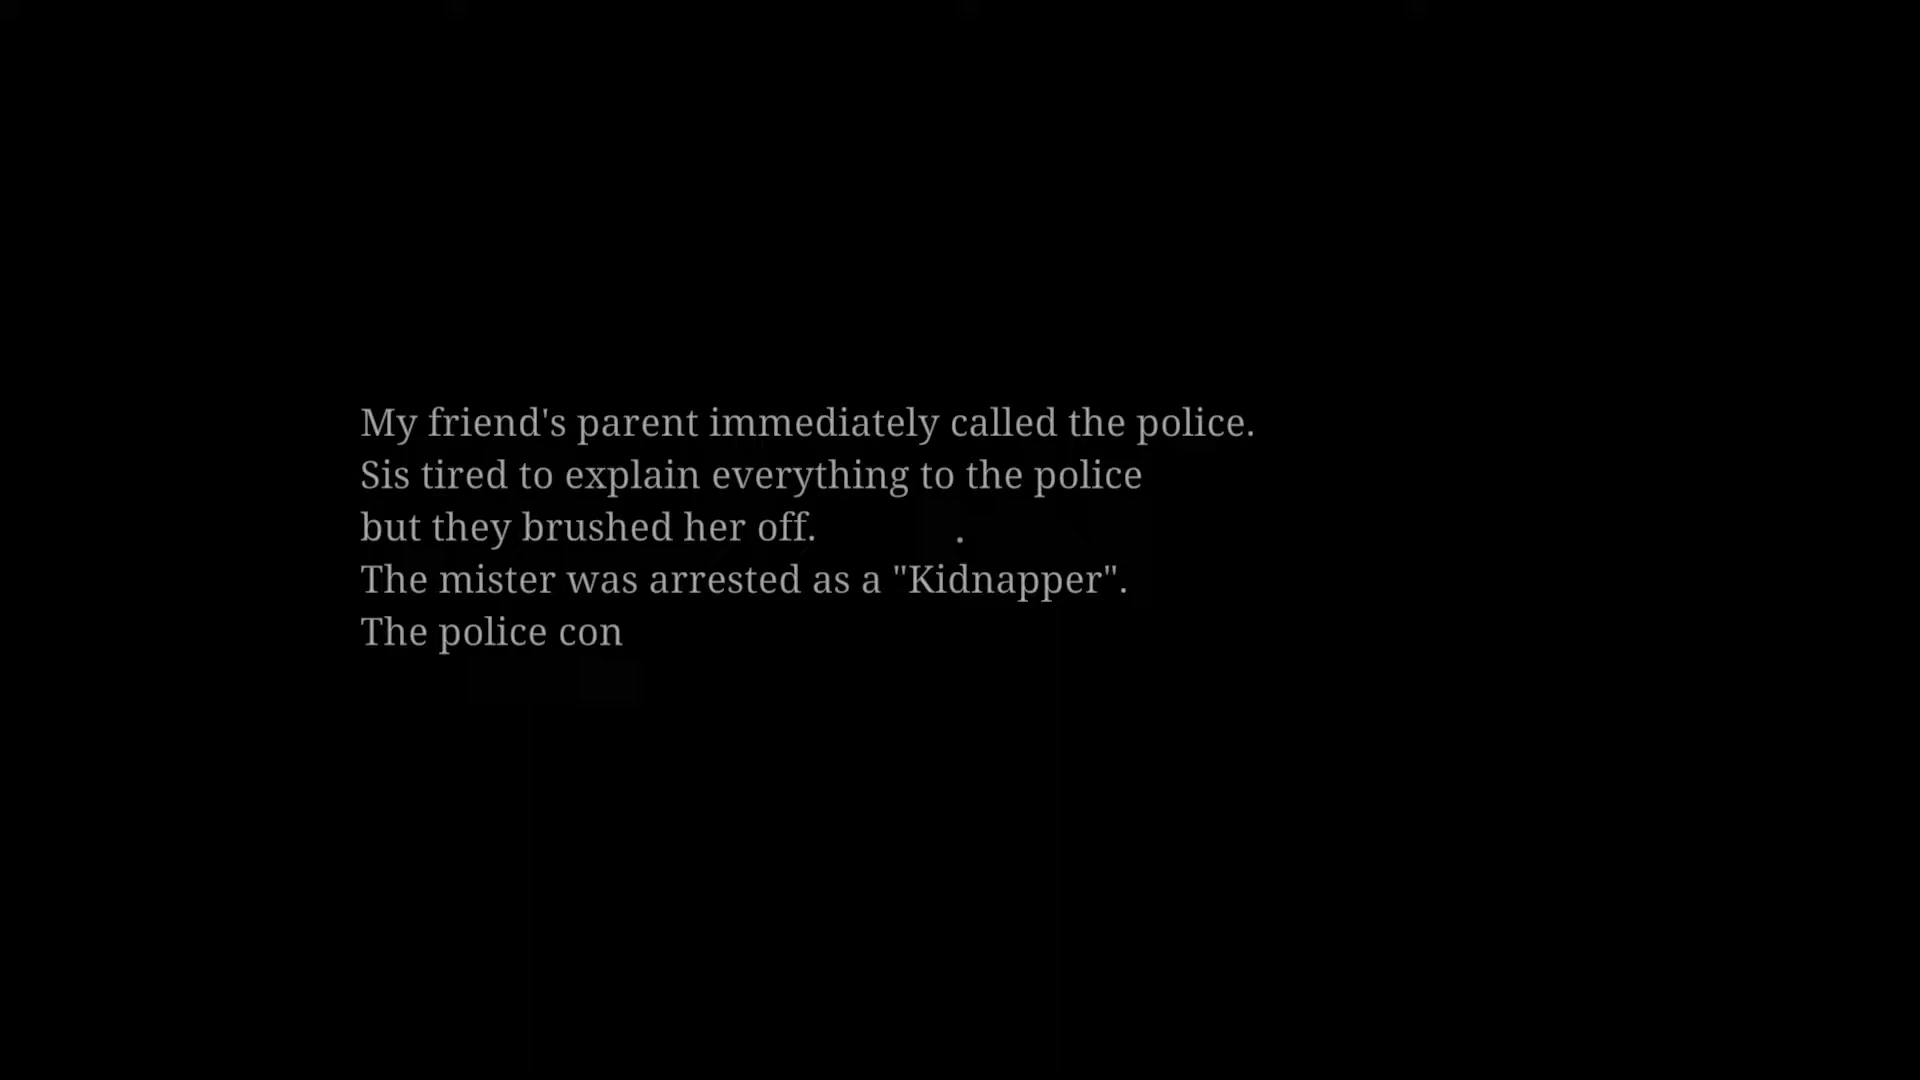 My friend's parent immediately called the police.
Sis tired to explain everything to the police
but they brushed her off. .
The mister was arrested as a "Kidnapper".
The police con